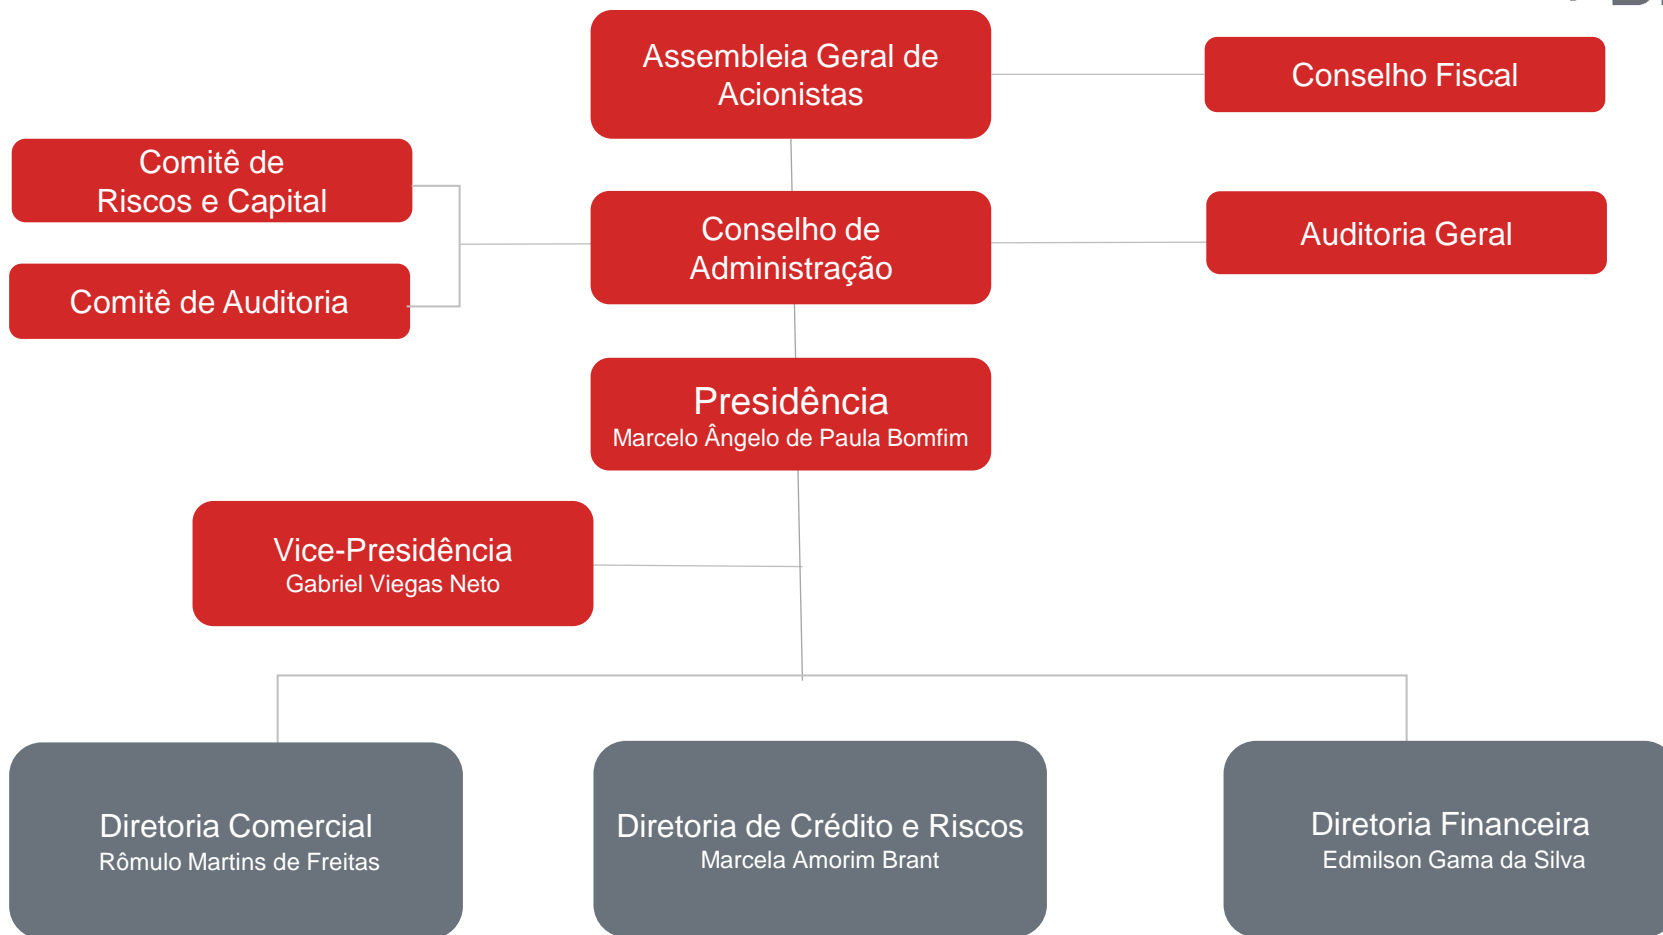 Assembleia Geral de
Acionistas
Conselho Fiscal
Comitê de
Riscos e Capital
Conselho de
Administração
Auditoria Geral
Comitê de Auditoria
Presidência
Marcelo Ângelo de Paula Bomfim
Vice-Presidência
Gabriel Viegas Neto
Diretoria Comercial
Rômulo Martins de Freitas
Diretoria de Crédito e Riscos
Marcela Amorim Brant
Diretoria Financeira
Edmilson Gama da Silva